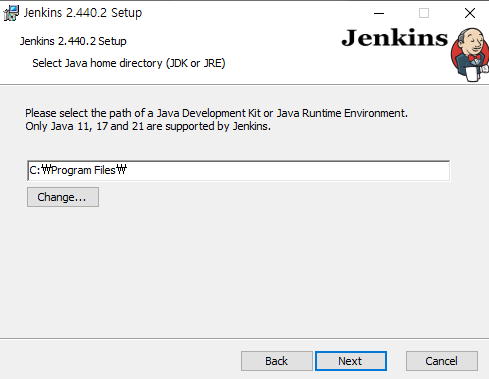 Jenkins 2.440.2 Setup
Jenkins 2.440.2 Setup
Jenkins
Select Java home directory (JDK or JRE)
Please select the path of a Java Development Kit or Java Runtime Environment.
Only Java 11, 17 and 21 are supported by Jenkins.
C:₩Program Files₩
Change...
Back
Next
Cancel